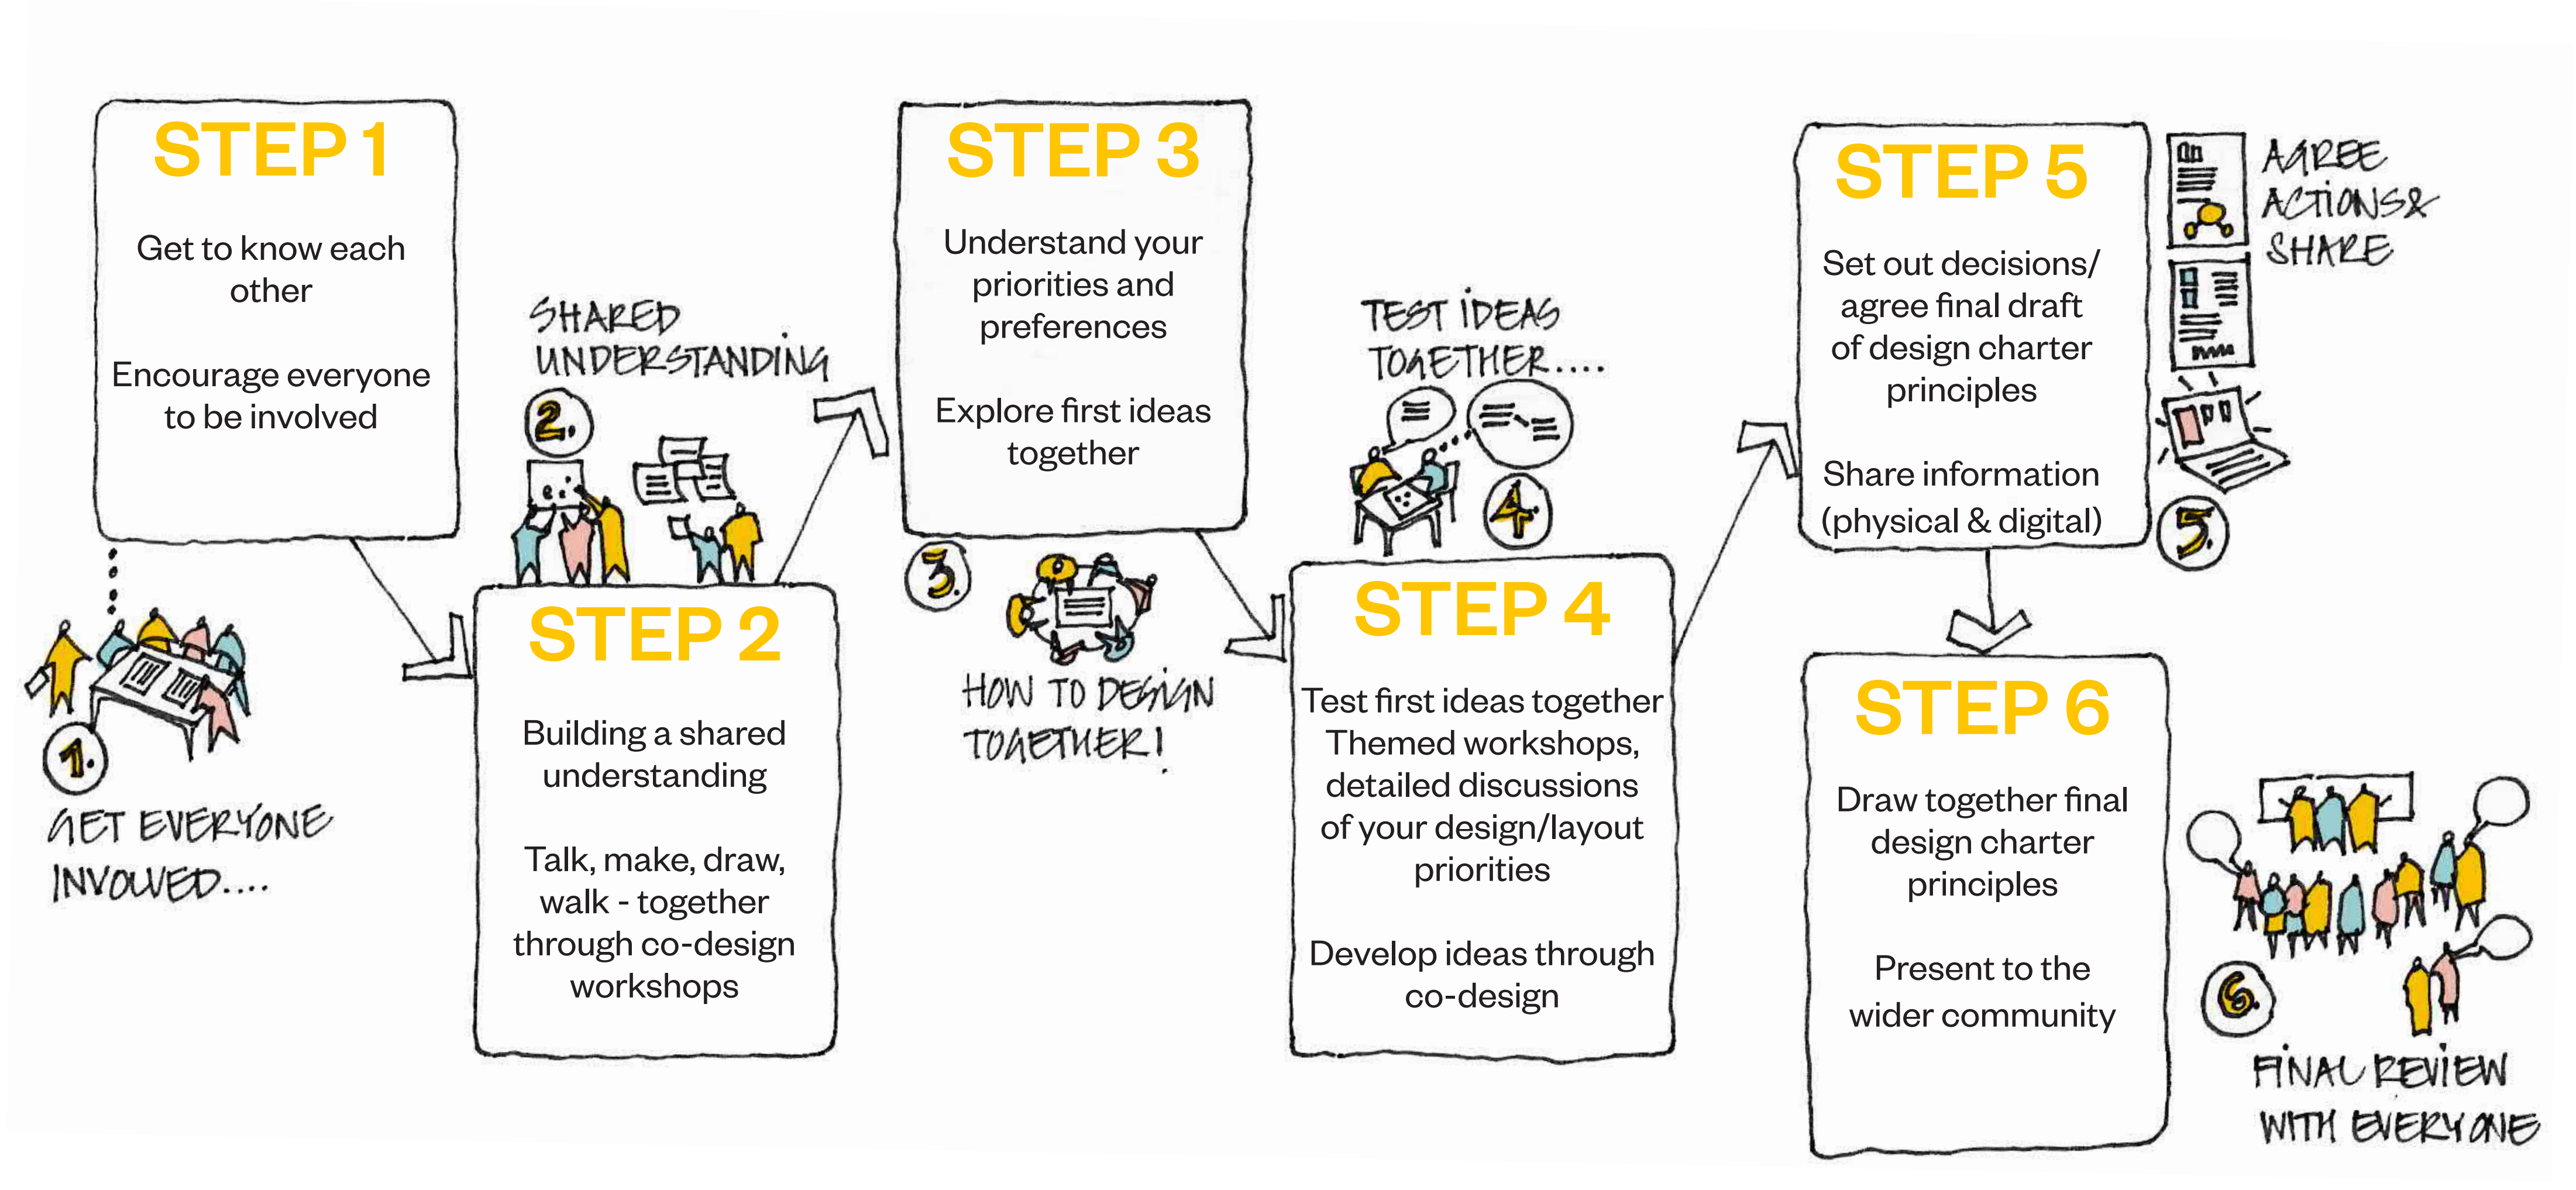 STEP 1
Get to know each
other
Encourage everyone
to be involved
1.
GET EVERYONE
INVOLVED....
SHARED
UNDERSTANDING
2.
STEP 2
Building a shared
understanding
Talk, make, draw,
walk - together
through co-design
workshops
STEP 3
Understand your
priorities and
preferences
Explore first ideas
together
3.
HOW TO DESIGN
TOGETHER!
TEST IDEAS
TOGETHER....
4.
STEP 4
Test first ideas together
Themed workshops,
detailed discussions
of your design/layout
priorities
Develop ideas through
co-design
STEP 5
Set out decisions/
agree final draft
of design charter
principles
Share information
(physical & digital)
AGREE
ACTIONS&
SHARE
5.
STEP 6
Draw together final
design charter
principles
Present to the
wider community
6.
FINAL REVIEW
WITH EVERYONE